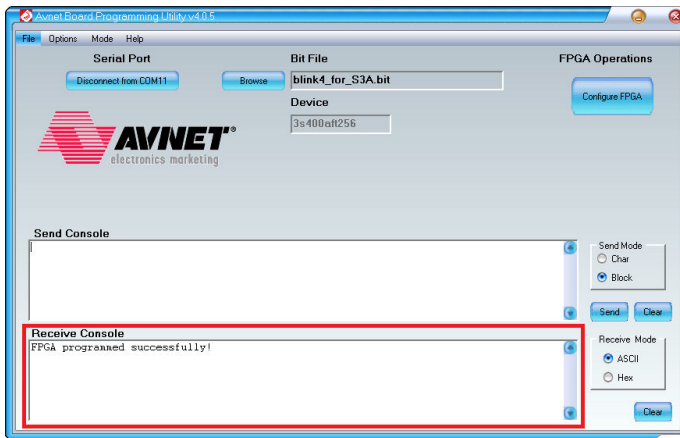 Avnet Board Programming Utility v4.0.5
File Options Mode Help
Serial Port
Bit File
FPGA Operations
Disconnect from COM11
Browse
blink4_for_S3A.bit
Configure FPGA
Device
3s400aft256
AVNET®
electronics marketing
Send Console
Send Mode
Char
Block
Send Clear
Receive Console
FPGA programmed successfully!
Receive Mode
ASCII
Hex
Clear